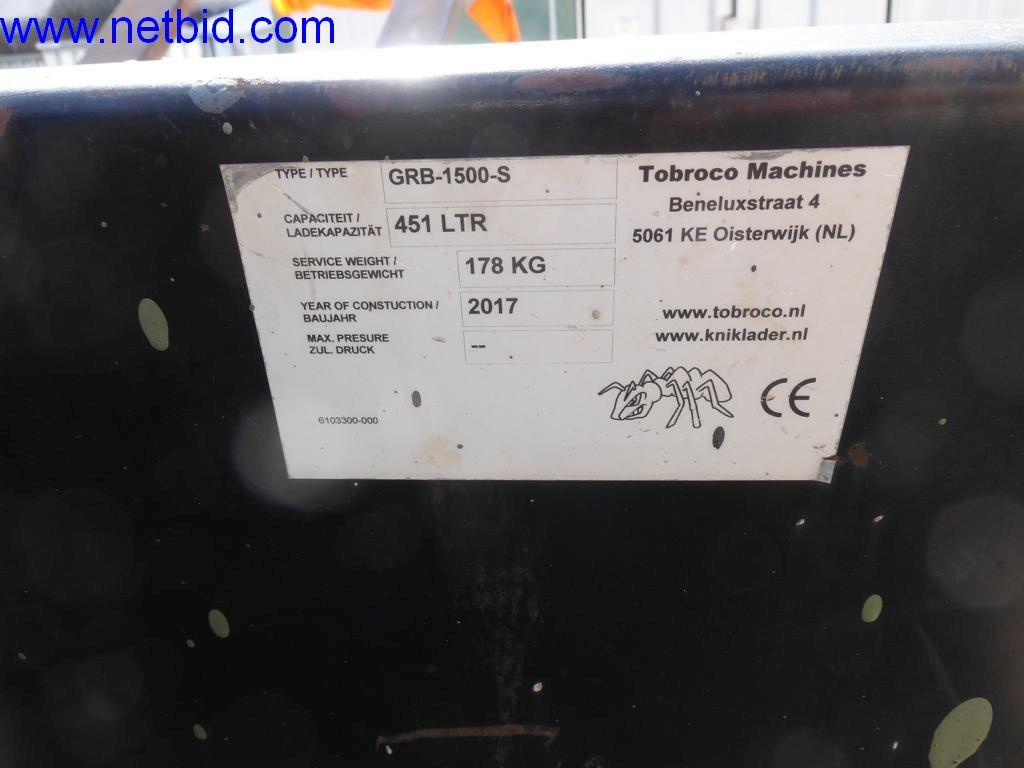 www.netbid.com
TYPE / TYPE GRB-1500-S
CAPACITEIT /
LADEKAPAZITÄT 451 LTR
SERVICE WEIGHT /
BETRIEBSGEWICHT 178 KG
YEAR OF CONSTUCTION /
BAUJAHR 2017
MAX. PRESURE
ZUL. DRUCK --
6103300-000
Tobroco Machines
Beneluxstraat 4
5061 KE Oisterwijk (NL)
www.tobroco.nl
www.kniklader.nl
CE